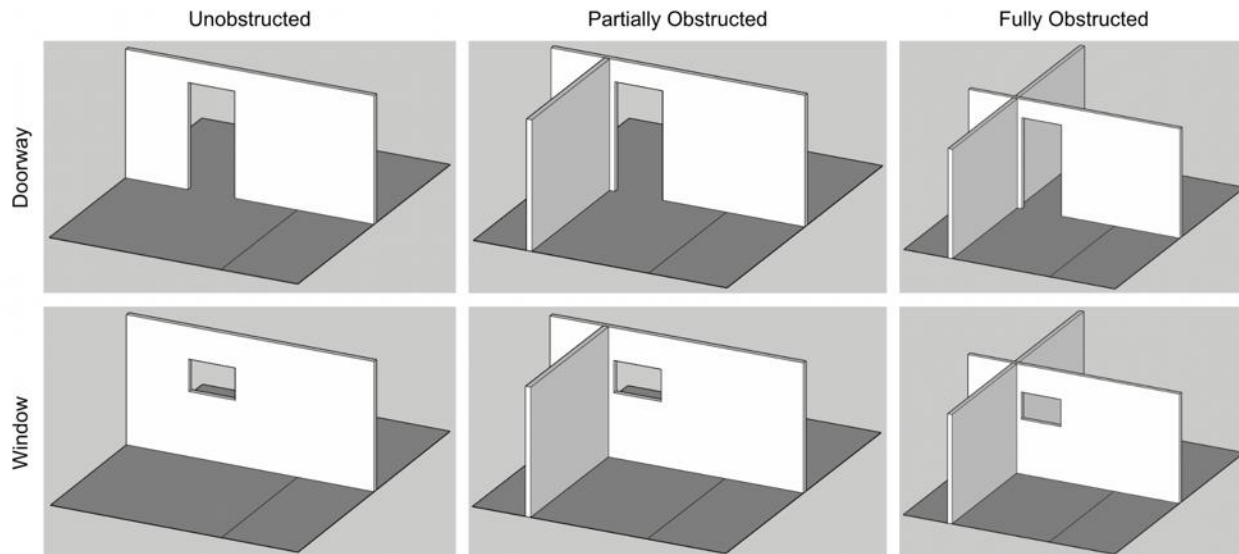 Unobstructed
Partially Obstructed
Fully Obstructed
Doorway
Window